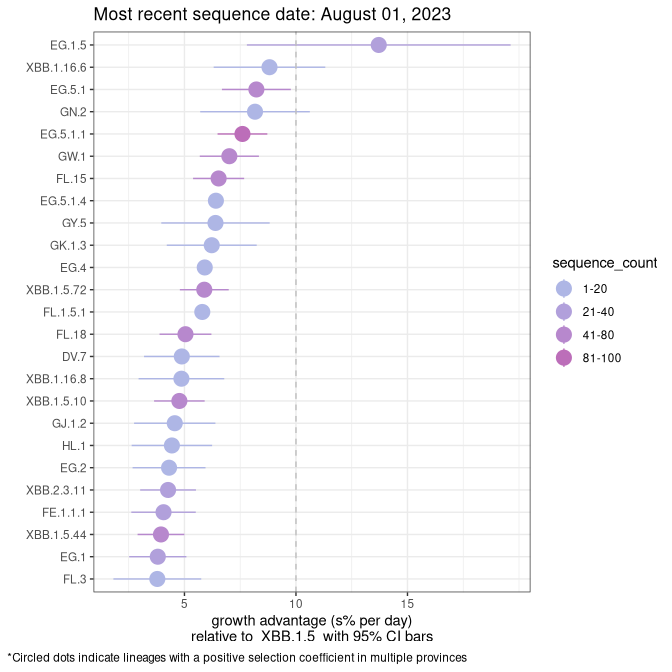 Most recent sequence date: August 01, 2023
EG.1.5
XBB.1.16.6
EG.5.1
GN.2
EG.5.1.1
GW.1
FL.15
EG.5.1.4
GY.5
GK.1.3
EG.4
XBB.1.5.72
FL.1.5.1
FL.18
DV.7
XBB.1.16.8
XBB.1.5.10
GJ.1.2
HL.1
EG.2
XBB.2.3.11
FE.1.1.1
XBB.1.5.44
EG.1
FL.3
5 10 15
growth advantage (s% per day)
relative to XBB.1.5 with 95% CI bars
sequence_count
1-20
21-40
41-80
81-100
*Circled dots indicate lineages with a positive selection coefficient in multiple provinces